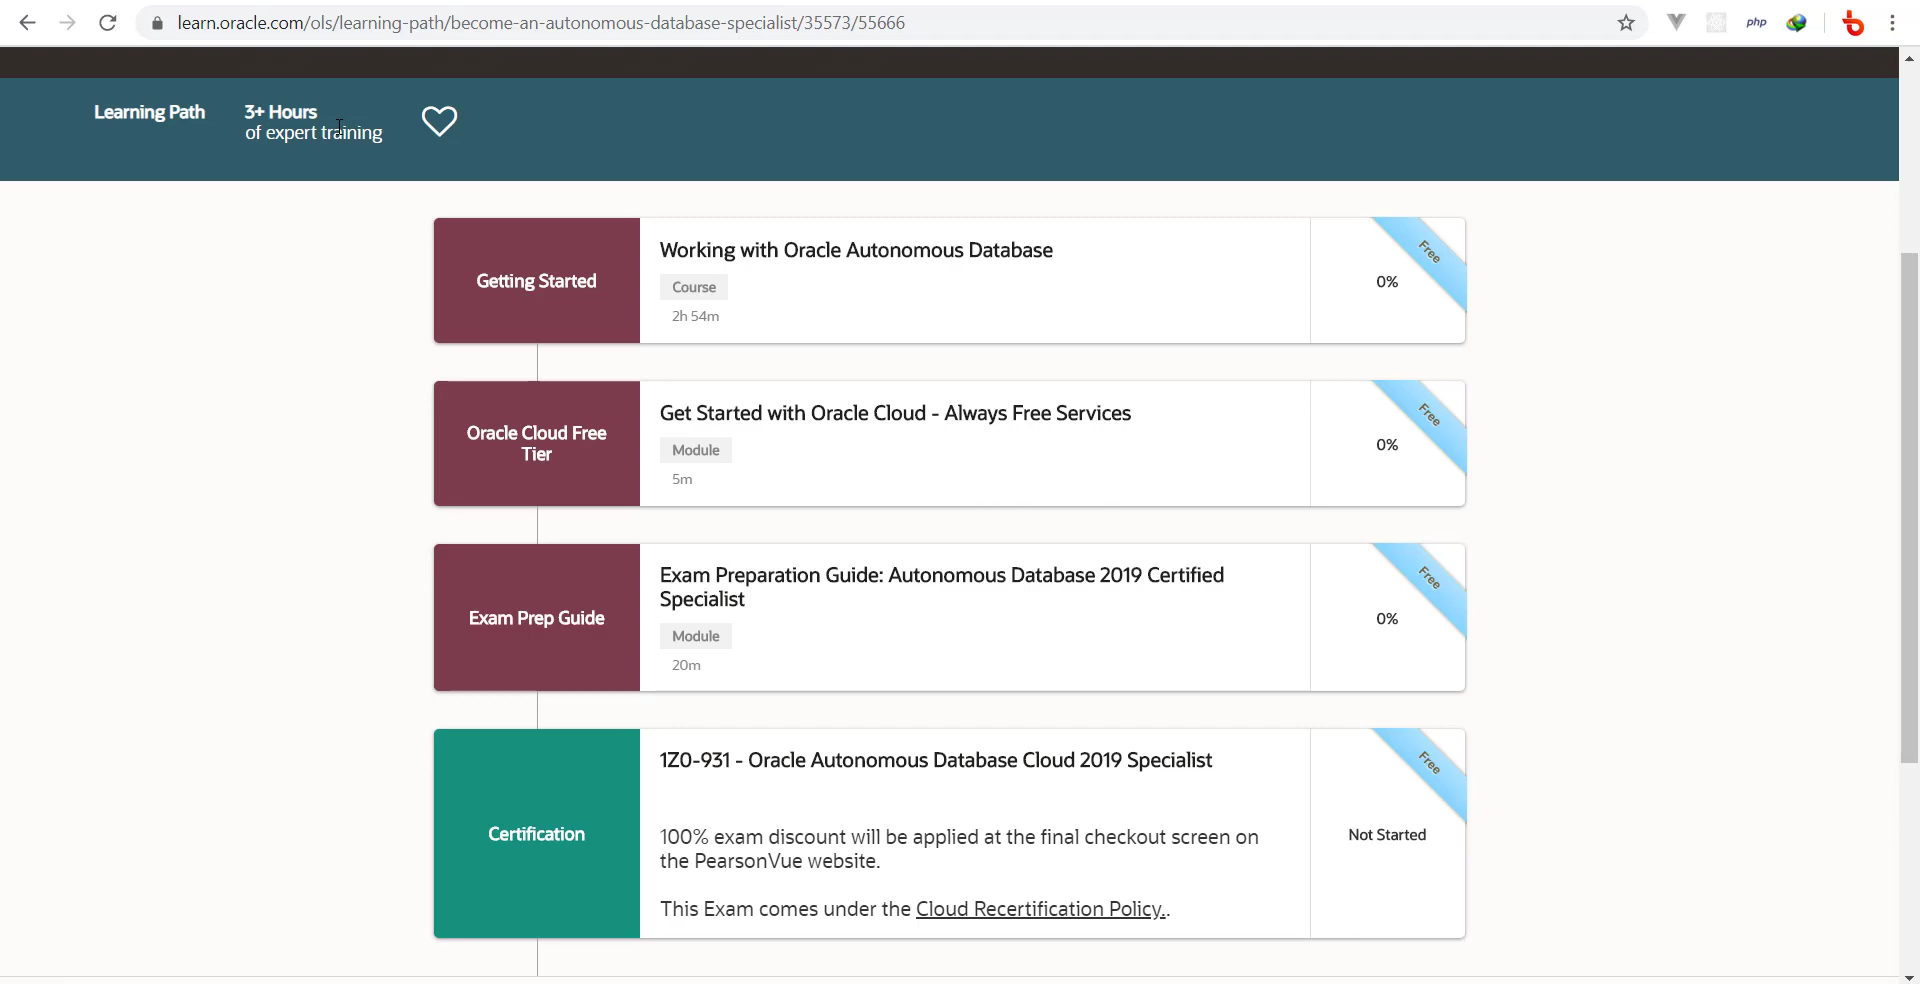 learn.oracle.com/ols/learning-path/become-an-autonomous-database-specialist/35573/55666
php
Learning Path
3+ Hours
of expert training
Getting Started
Working with Oracle Autonomous Database
Course
2h 54m
0%
Free
Oracle Cloud Free
Tier
Get Started with Oracle Cloud - Always Free Services
Module
5m
0%
Free
Exam Prep Guide
Exam Preparation Guide: Autonomous Database 2019 Certified
Specialist
Module
20m
0%
Free
Certification
1Z0-931 - Oracle Autonomous Database Cloud 2019 Specialist
100% exam discount will be applied at the final checkout screen on
the PearsonVue website.
This Exam comes under the Cloud Recertification Policy..
Not Started
Free